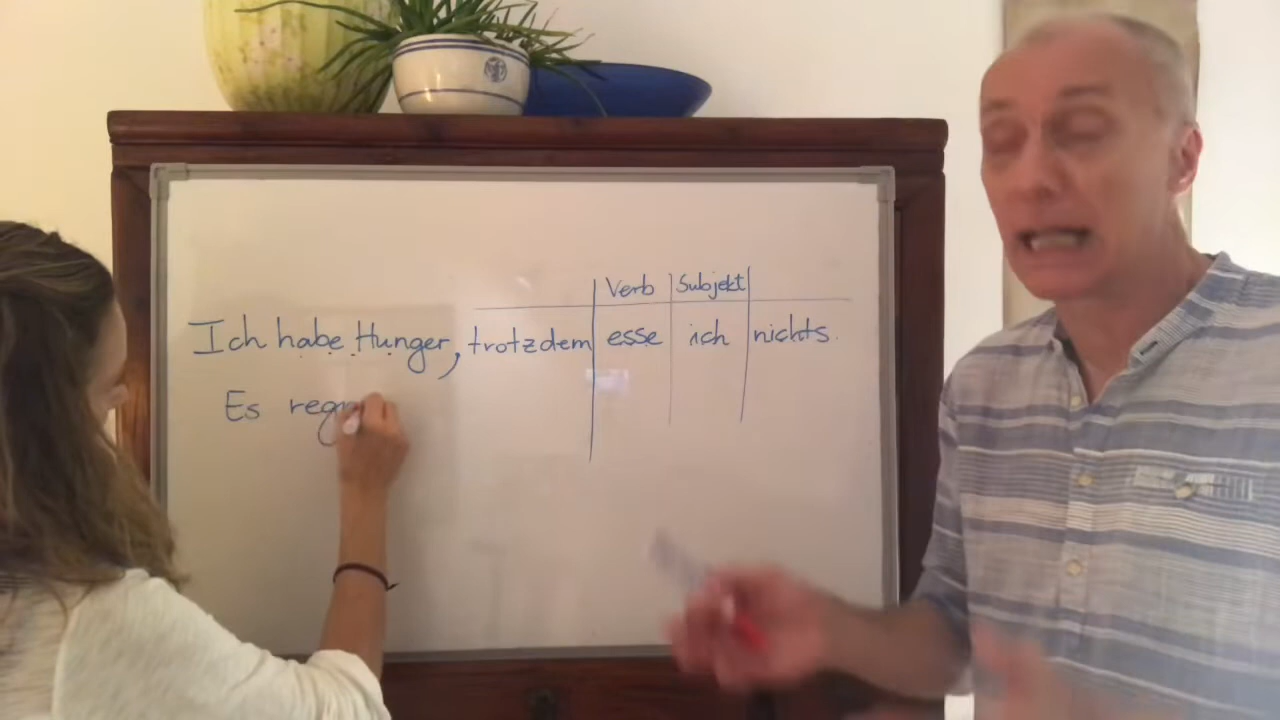 Verb Subjekt
Ich habe Hunger, trotzdem esse ich nichts.
Es